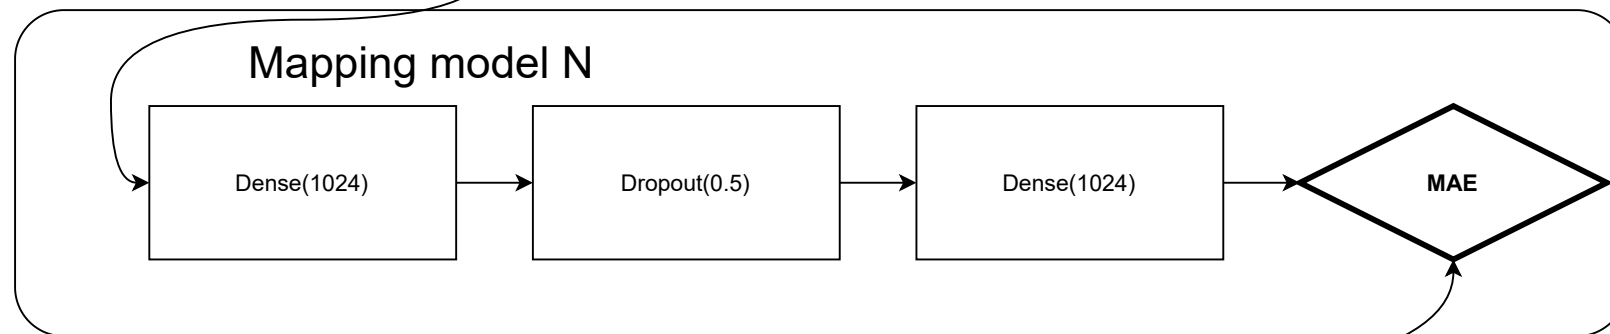 Mapping model N
Dense(1024)
Dropout(0.5)
Dense(1024)
MAE